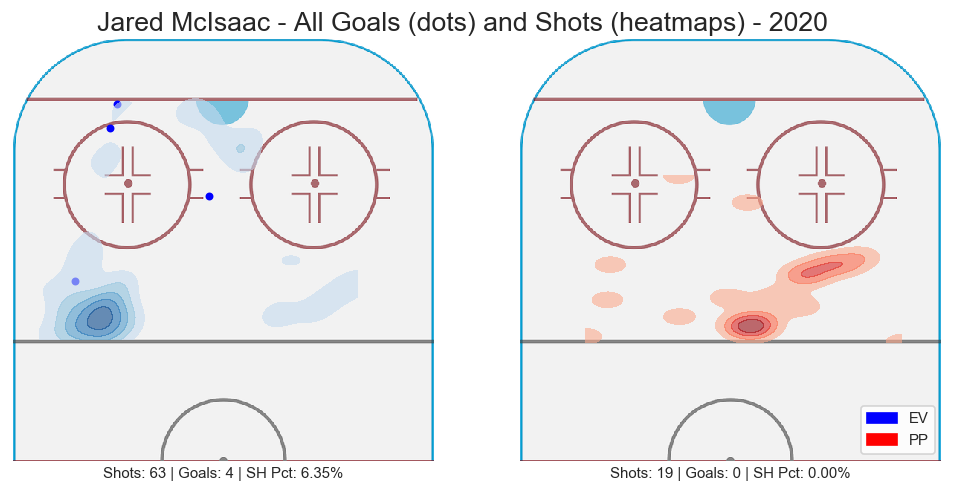 Jared McIsaac - All Goals (dots) and Shots (heatmaps) - 2020
EV
PP
Shots: 63 | Goals: 4 | SH Pct: 6.35%
Shots: 19 | Goals: 0 | SH Pct: 0.00%